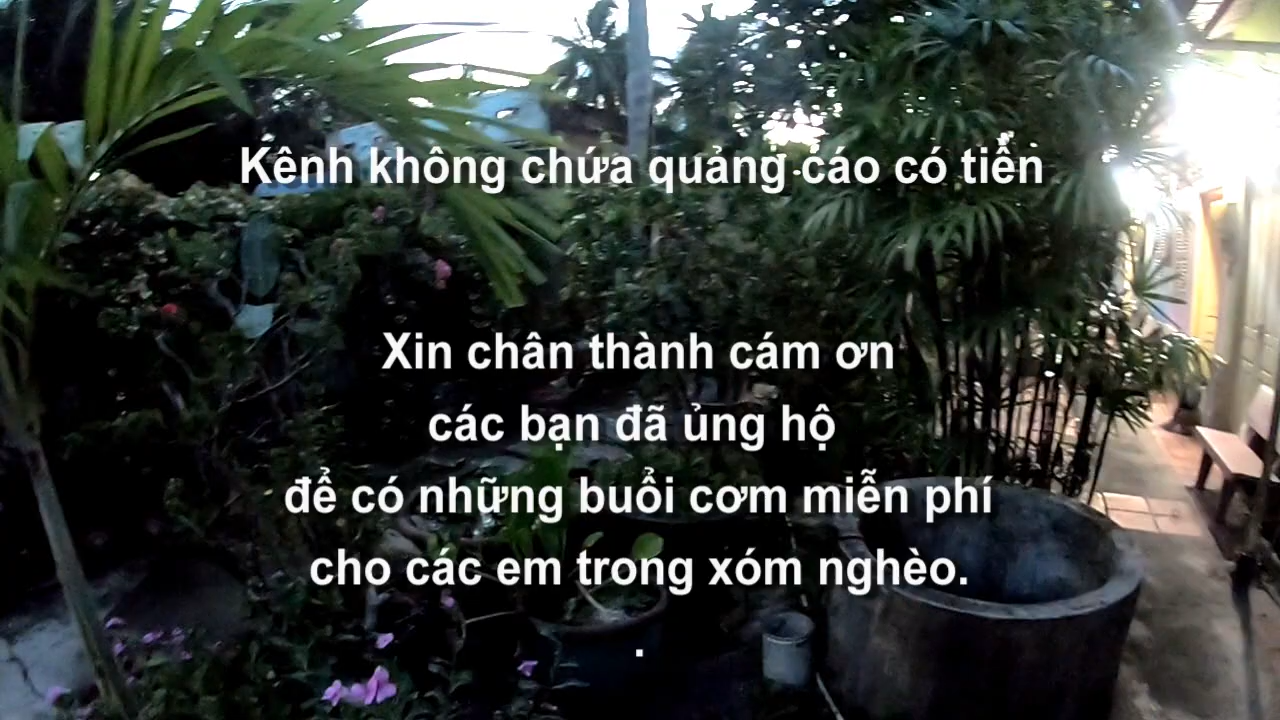 Kênh không chứa quảng cáo có tiền
Xin chân thành cám ơn
các bạn đã ủng hộ
để có những buổi cơm miễn phí
cho các em trong xóm nghèo.
.